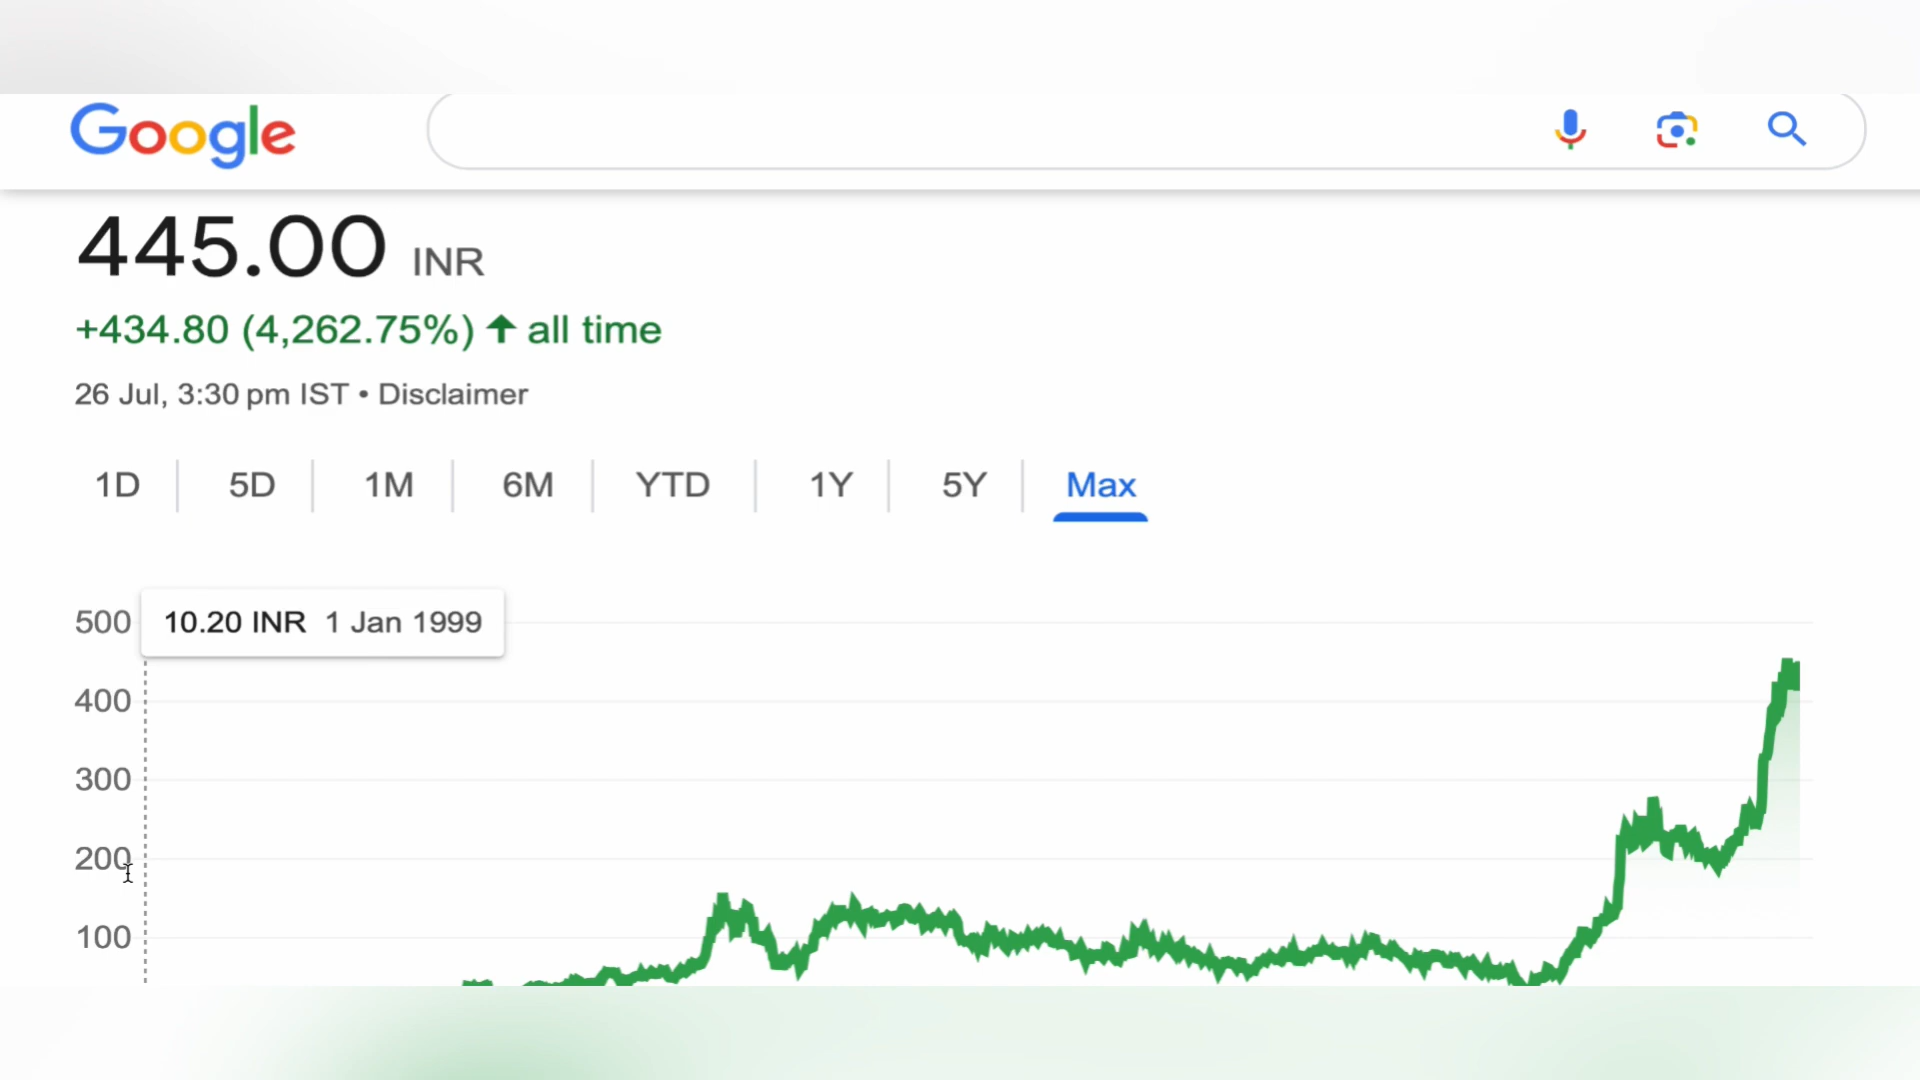 Google
445.00 INR
+434.80 (4,262.75%) ↑ all time
26 Jul, 3:30 pm IST • Disclaimer
1D 5D 1M 6M YTD 1Y 5Y Max
500 10.20 INR 1 Jan 1999
400
300
200
100